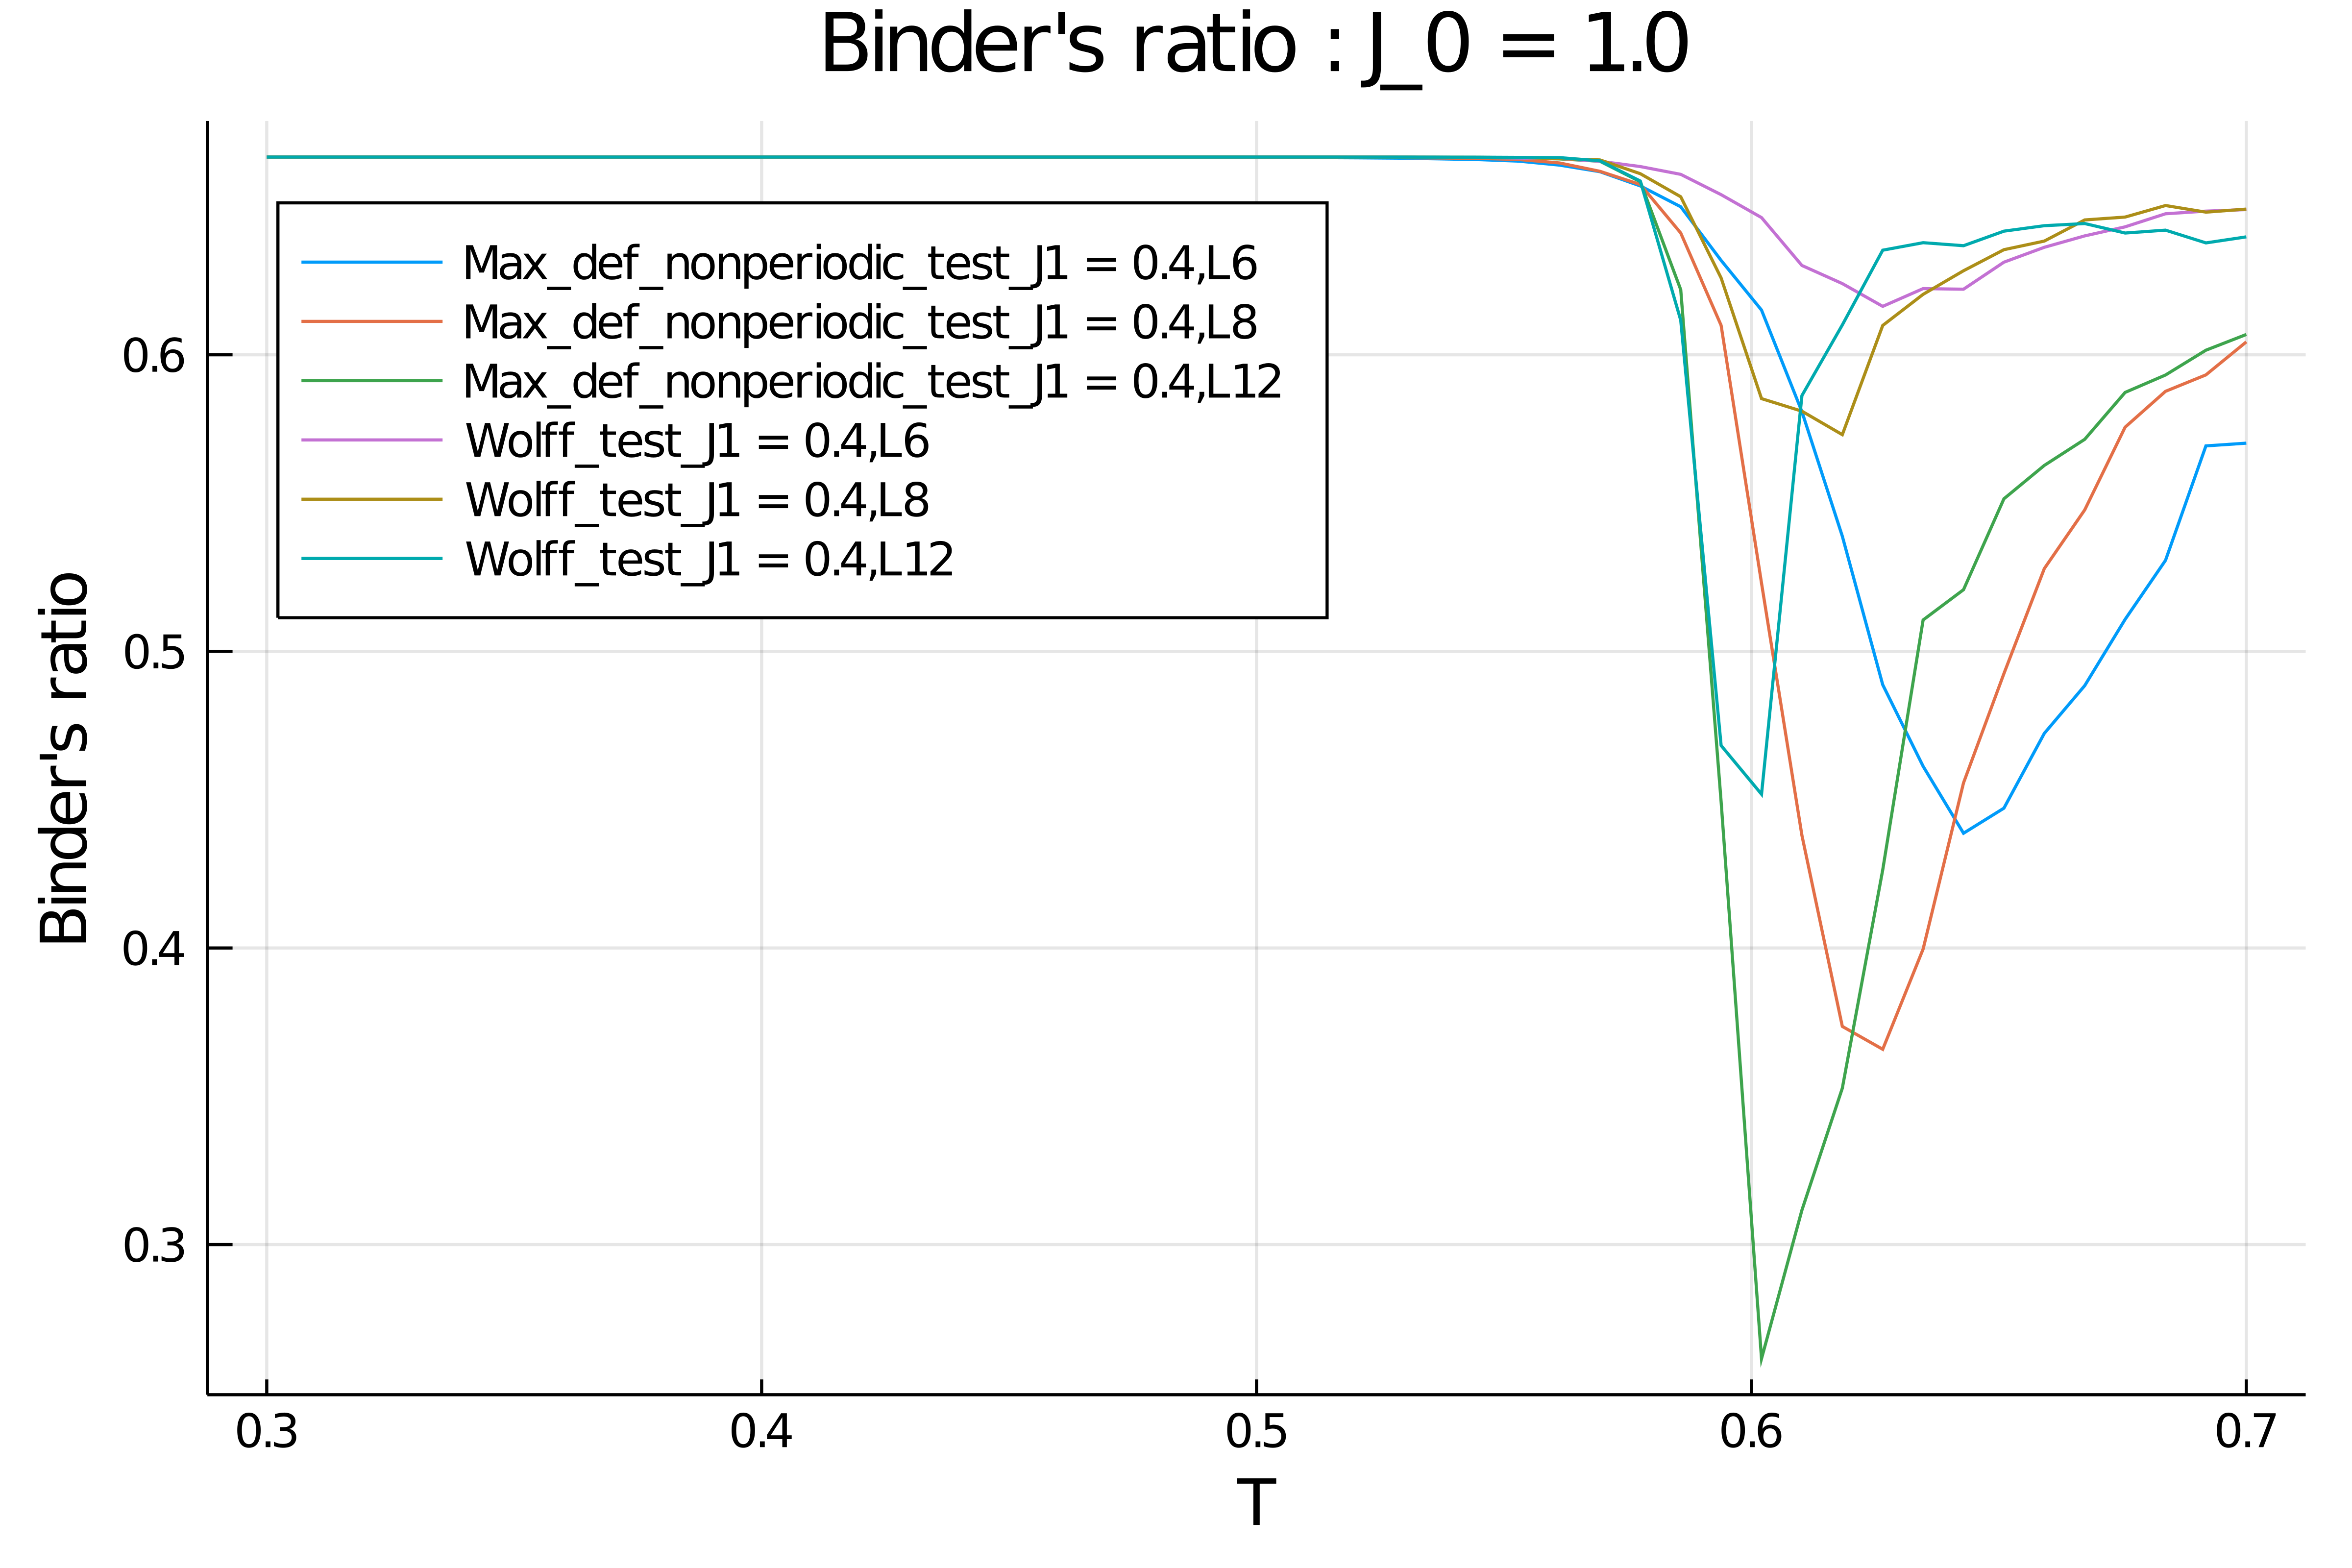 Binder's ratio : J_0 = 1.0
Max_def_nonperiodic_test_J1 = 0.4,L6
Max_def_nonperiodic_test_J1 = 0.4,L8
Max_def_nonperiodic_test_J1 = 0.4,L12
Wolff_test_J1 = 0.4,L6
Wolff_test_J1 = 0.4,L8
Wolff_test_J1 = 0.4,L12
Binder's ratio
0.6
0.5
0.4
0.3
0.3 0.4 0.5 0.6 0.7
T